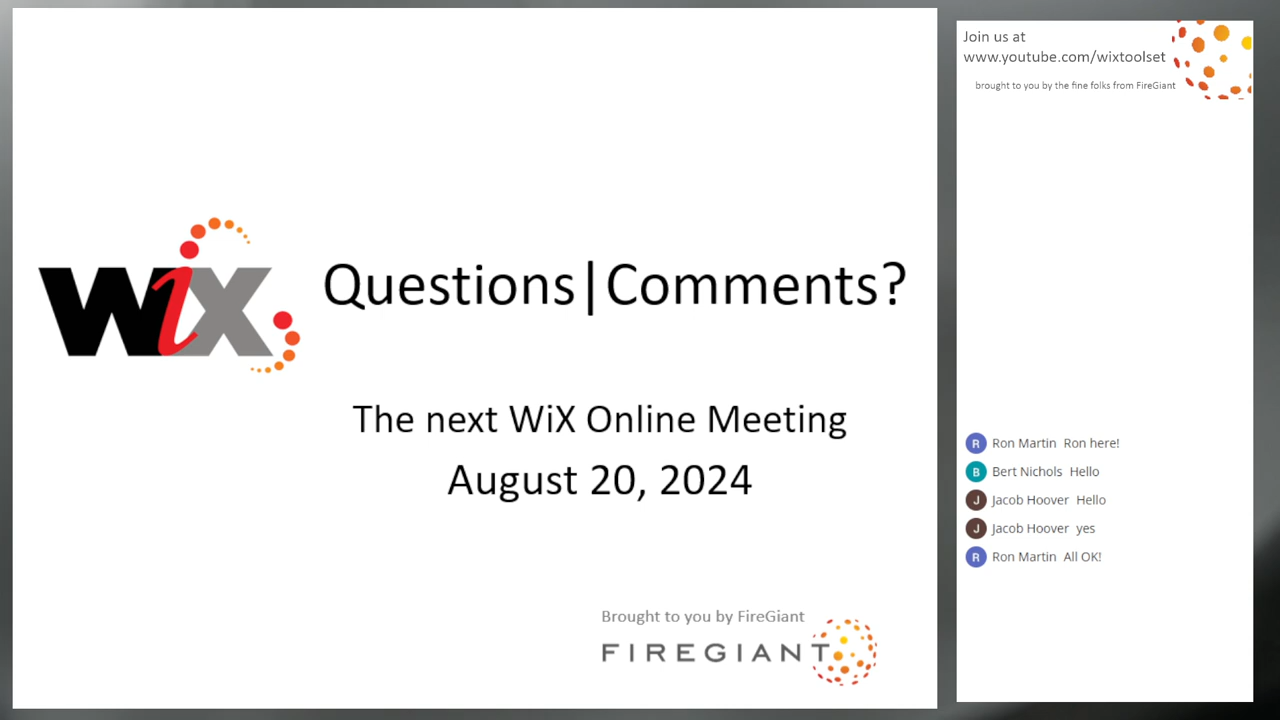 WiX
Questions|Comments?
The next WiX Online Meeting
August 20, 2024
Brought to you by FireGiant
FIREGIANT
Join us at
www.youtube.com/wixtoolset
brought to you by the fine folks from FireGiant
R Ron Martin Ron here!
B Bert Nichols Hello
J Jacob Hoover Hello
J Jacob Hoover yes
R Ron Martin All OK!